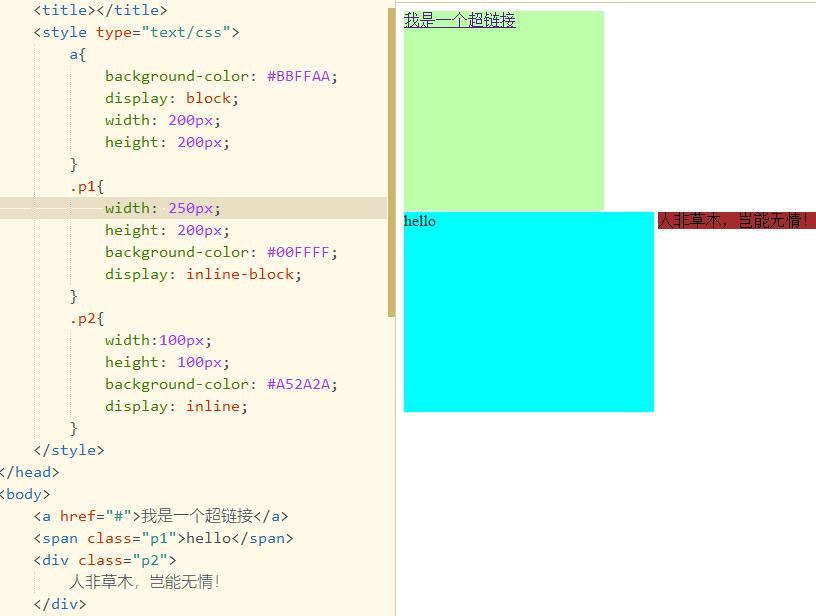 <title></title>
<style type="text/css">
a{
background-color: #BBFFAA;
display: block;
width: 200px;
height: 200px;
}
.p1{
width: 250px;
height: 200px;
background-color: #00FFFF;
display: inline-block;
}
.p2{
width:100px;
height: 100px;
background-color: #A52A2A;
display: inline;
}
</style>
</head>
<body>
<a href="#">我是一个超链接</a>
<span class="p1">hello</span>
<div class="p2">
人非草木，岂能无情！
</div>
我是一个超链接
hello
人非草木，岂能无情！